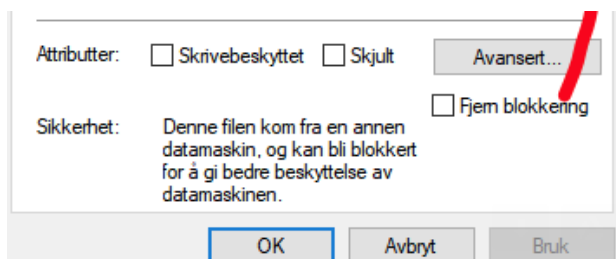 Attributter: Skrivebeskyttet Skjult Avansert...
Fjern blokkering
Sikkerhet: Denne filen kom fra en annen
datamaskin, og kan bli blokkert
for å gi bedre beskyttelse av
datamaskinen.
OK Avbryt Bruk